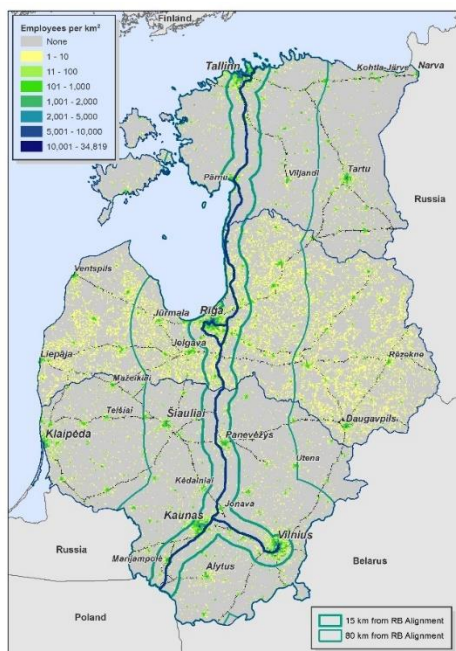 Finland
Employees per km²
None
1 - 10
11 - 100
101 - 1,000
1,001 - 2,000
2,001 - 5,000
5,001 - 10,000
10,001 - 34,819
Tallinn
Kohtla-Järve
Narva
Pärnu
Viljandi
Tartu
Russia
Ventspils
Jūrmala
Rīga
Liepāja
Jelgava
Rēzekne
Mažeikiai
Daugavpils
Telšiai
Šiauliai
Klaipėda
Panevėžys
Utena
Kėdainiai
Jonava
Kaunas
Vilnius
Russia
Marijampolė
Alytus
Belarus
Poland
15 km from RB Alignment
80 km from RB Alignment